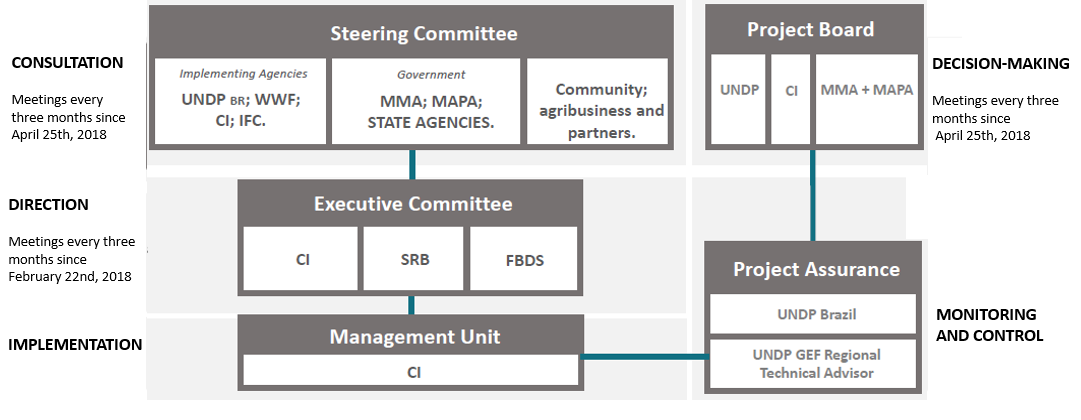 CONSULTATION
Meetings every
three months since
April 25th, 2018
Steering Committee
Implementing Agencies
UNDP BR; WWF;
CI; IFC.
Government
MMA; MAPA;
STATE AGENCIES.
Community;
agribusiness and
partners.
Project Board
UNDP
CI
MMA + MAPA
DECISION-MAKING
Meetings every three
months since
April 25th, 2018
DIRECTION
Meetings every three
months since
February 22nd, 2018
Executive Committee
CI
SRB
FBDS
Project Assurance
UNDP Brazil
UNDP GEF Regional
Technical Advisor
MONITORING
AND CONTROL
IMPLEMENTATION
Management Unit
CI